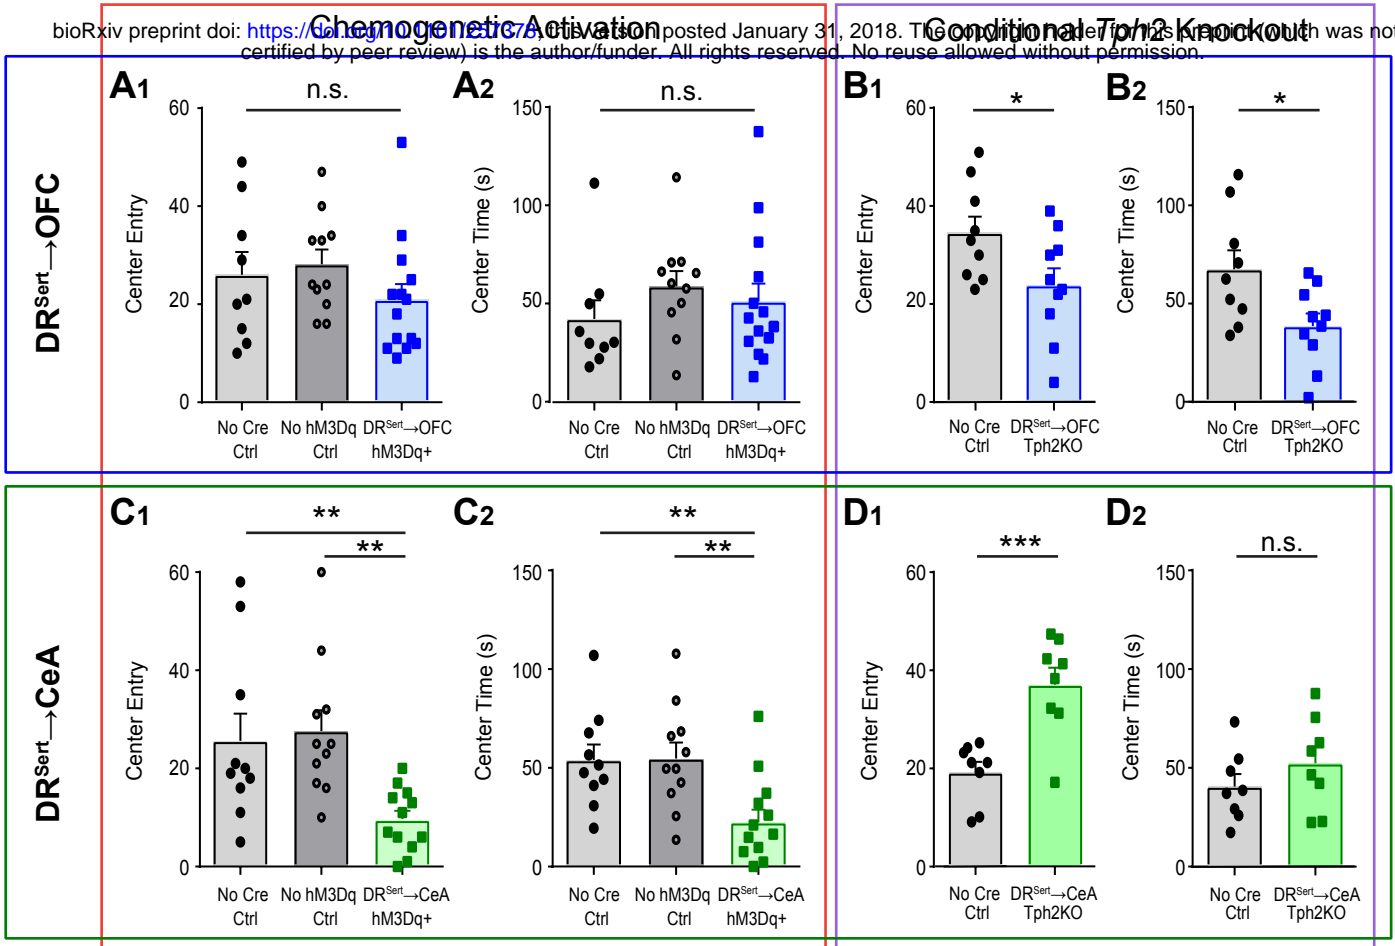 Chemogenetic Activation
Conditional Tph2 Knockout
bioRxiv preprint doi: https://doi.org/10.1101/257378; this version posted January 31, 2018. The copyright holder for this preprint (which was not
certified by peer review) is the author/funder. All rights reserved. No reuse allowed without permission.
DRSert→OFC
A1
n.s.
Center Entry
60
40
20
0
No Cre Ctrl
No hM3Dq Ctrl
DRSert→OFC hM3Dq+
A2
n.s.
Center Time (s)
150
100
50
0
No Cre Ctrl
No hM3Dq Ctrl
DRSert→OFC hM3Dq+
B1
*
Center Entry
60
40
20
0
No Cre Ctrl
DRSert→OFC Tph2KO
B2
*
Center Time (s)
150
100
50
0
No Cre Ctrl
DRSert→OFC Tph2KO
DRSert→CeA
C1
**
**
Center Entry
60
40
20
0
No Cre Ctrl
No hM3Dq Ctrl
DRSert→CeA hM3Dq+
C2
**
**
Center Time (s)
150
100
50
0
No Cre Ctrl
No hM3Dq Ctrl
DRSert→CeA hM3Dq+
D1
***
Center Entry
60
40
20
0
No Cre Ctrl
DRSert→CeA Tph2KO
D2
n.s.
Center Time (s)
150
100
50
0
No Cre Ctrl
DRSert→CeA Tph2KO